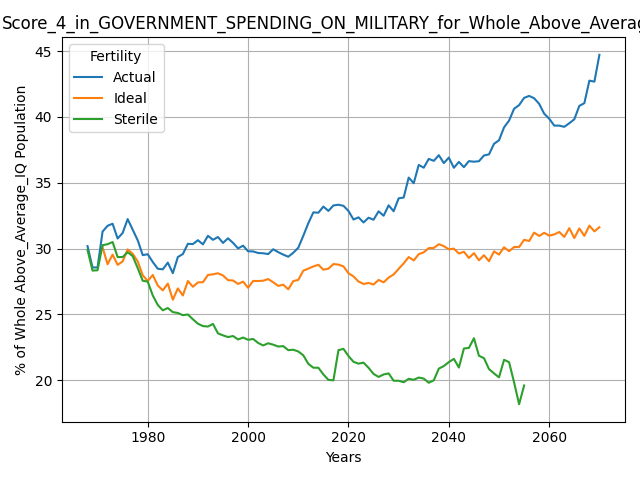 Score_4_in_GOVERNMENT_SPENDING_ON_MILITARY_for_Whole_Above_Averag
Fertility
Actual
Ideal
Sterile
% of Whole Above_Average_IQ Population
45
40
35
30
25
20
1980 2000 2020 2040 2060
Years